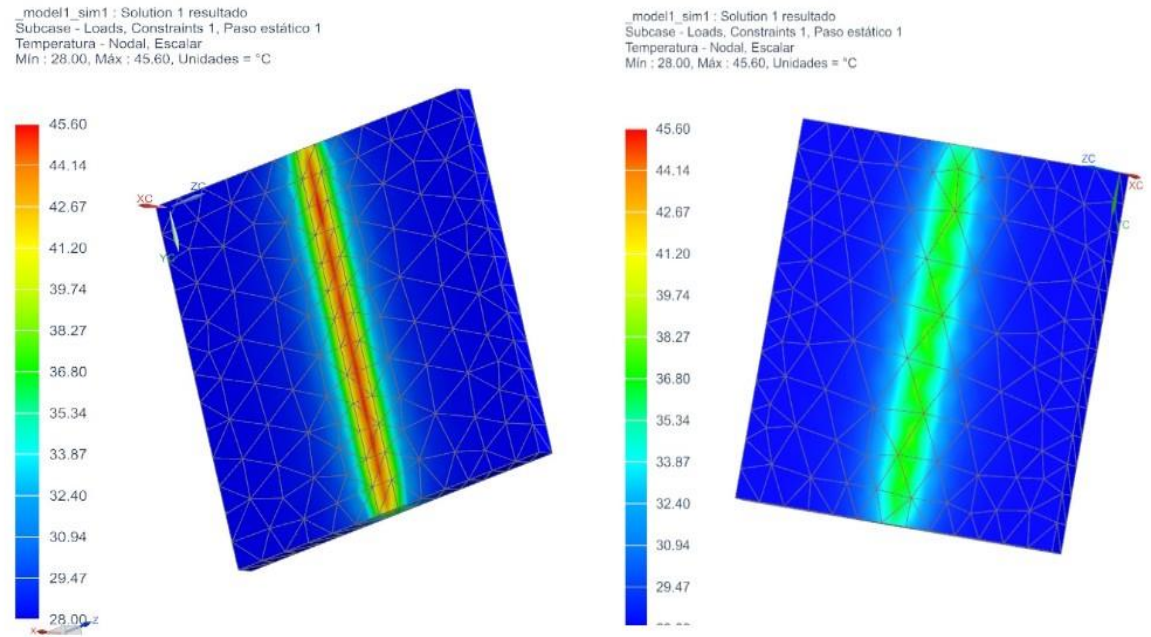 _model1_sim1 : Solution 1 resultado
Subcase - Loads, Constraints 1, Paso estático 1
Temperatura - Nodal, Escalar
Mín : 28.00, Máx : 45.60, Unidades = °C
45.60
44.14
42.67
41.20
39.74
38.27
36.80
35.34
33.87
32.40
30.94
29.47
28.00
XC
ZC
YC
X
Z
_model1_sim1 : Solution 1 resultado
Subcase - Loads, Constraints 1, Paso estático 1
Temperatura - Nodal, Escalar
Mín : 28.00, Máx : 45.60, Unidades = °C
45.60
44.14
42.67
41.20
39.74
38.27
36.80
35.34
33.87
32.40
30.94
29.47
ZC
XC